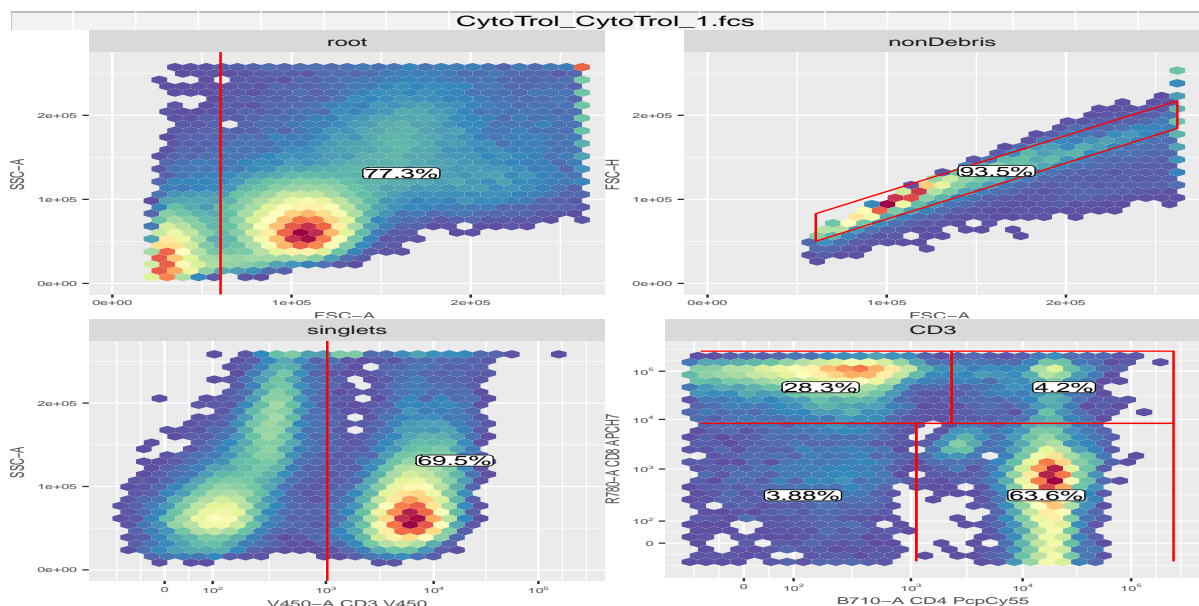 CytoTrol_CytoTrol_1.fcs
root
SSC-A
2e+05
1e+05
0e+00
77.3%
0e+00 1e+05 2e+05
FSC-A
nonDebris
FSC-H
2e+05
1e+05
0e+00
93.5%
0e+00 1e+05 2e+05
FSC-A
singlets
SSC-A
2e+05
1e+05
0e+00
69.5%
0 10² 10³ 10⁴ 10⁵
V450-A CD3 V450
CD3
R780-A CD8 APCH7
10⁵
10⁴
10³
10²
0
28.3% 4.2%
3.88% 63.6%
0 10² 10³ 10⁴ 10⁵
B710-A CD4 PcpCy55